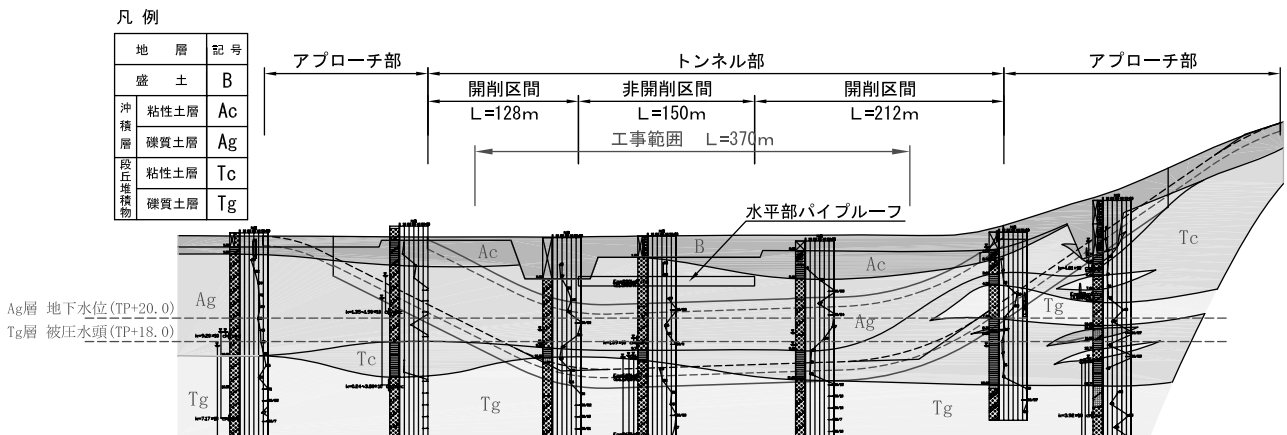 凡 例
地 層 記 号
盛 土 B
沖積層 粘性土層 Ac
礫質土層 Ag
段丘堆積物 粘性土層 Tc
礫質土層 Tg
アプローチ部
トンネル部
アプローチ部
開削区間
L=128m
非開削区間
L=150m
開削区間
L=212m
工事範囲 L=370m
水平部パイプルーフ
Ac
B
Ac
Tc
Ag
Ag
Tg
Ag層 地下水位(TP+20.0)
Tg層 被圧水頭(TP+18.0)
Tc
Tg
Tg
Tg